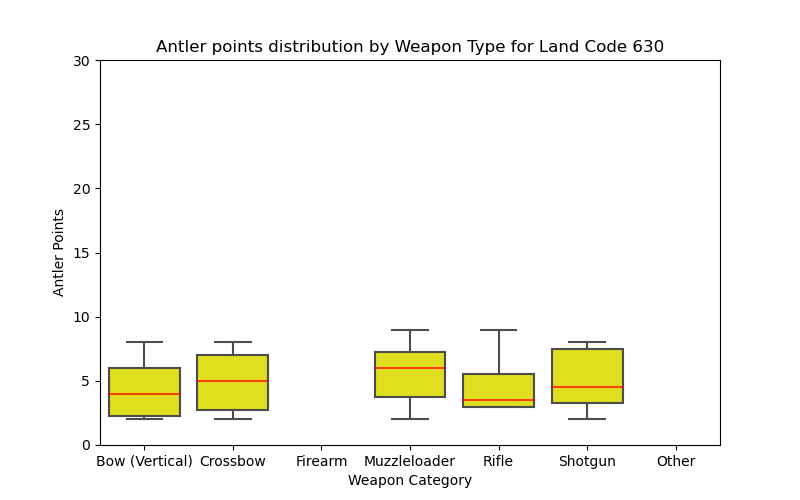 Antler points distribution by Weapon Type for Land Code 630
30
25
20
15
10
5
0
Antler Points
Bow (Vertical) Crossbow Firearm Muzzleloader Rifle Shotgun Other
Weapon Category